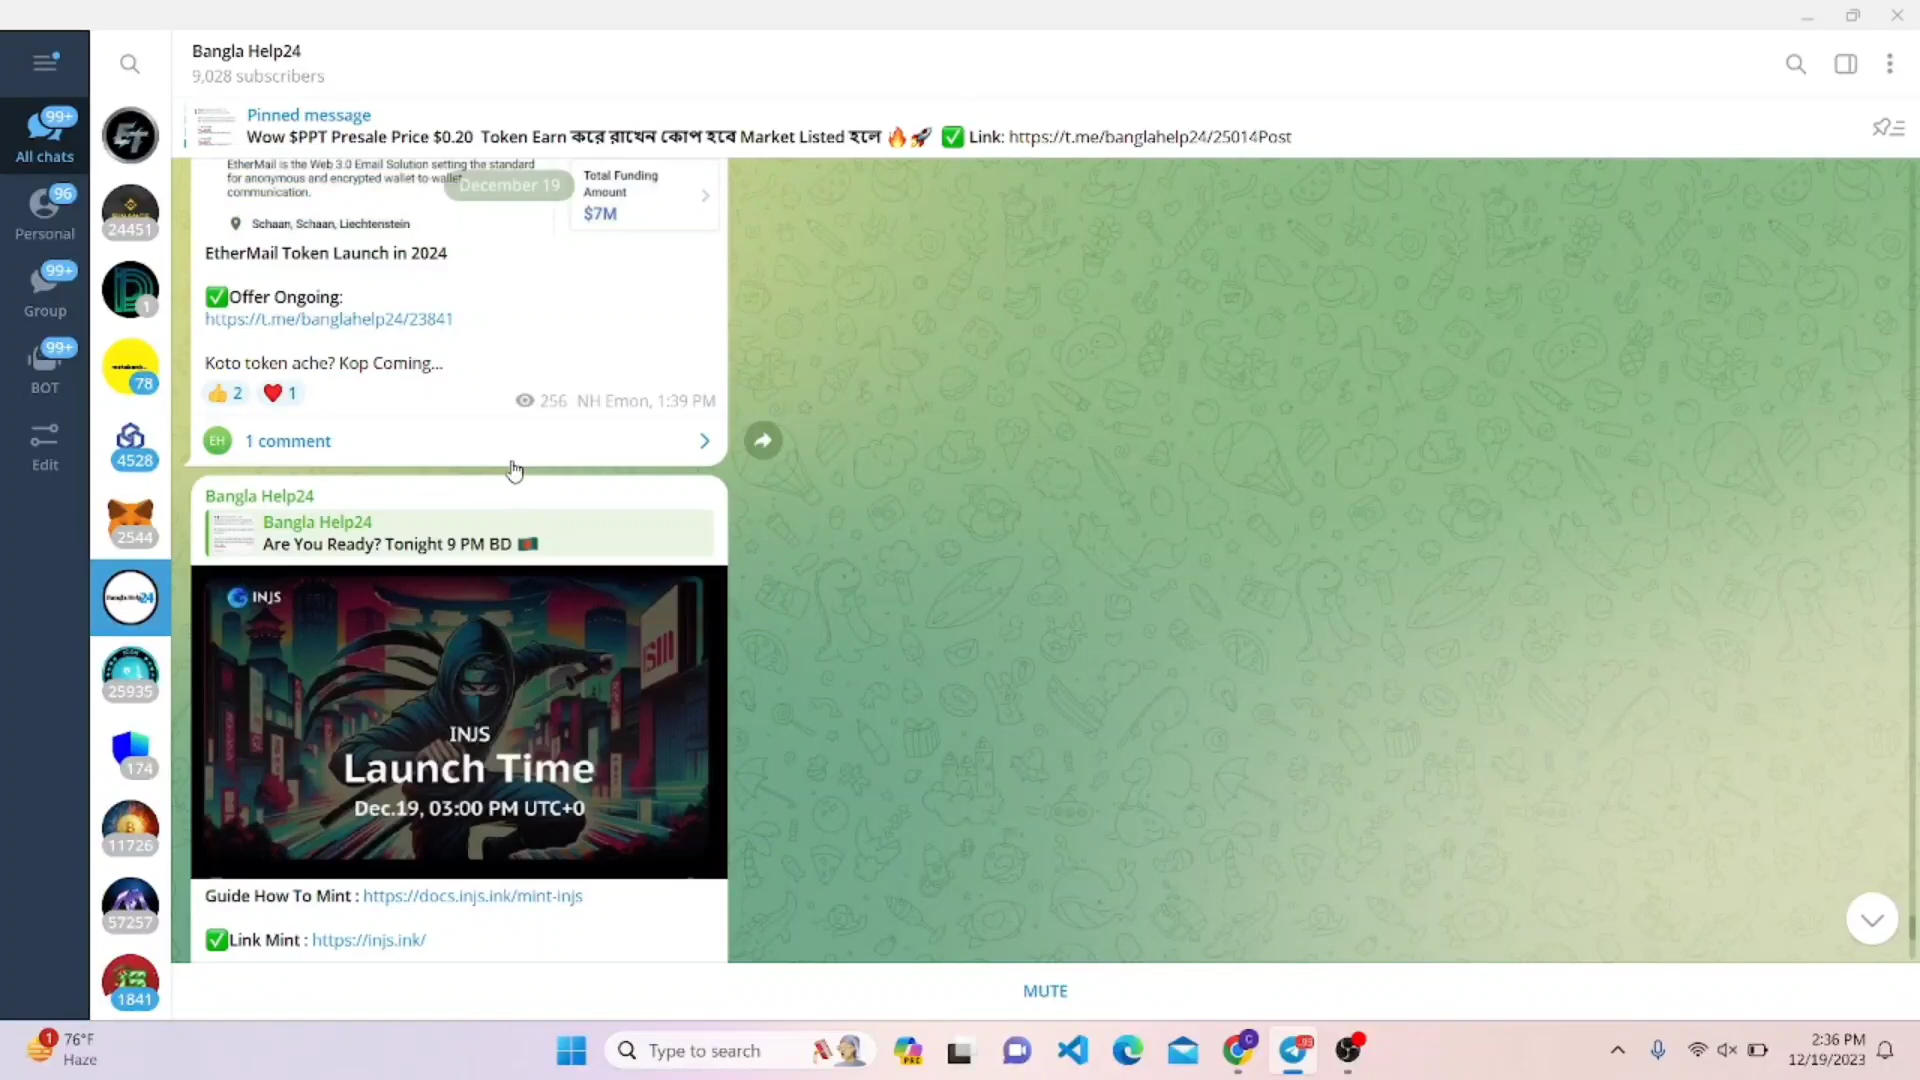 Bangla Help24
9,028 subscribers
Pinned message
Wow $PPT Presale Price $0.20 Token Earn করে রাখেন কোপ হবে Market Listed হলে 🔥🚀 ✅ Link: https://t.me/banglahelp24/25014Post
99+
All chats
96
Personal
99+
Group
99+
BOT
Edit
24451
1
78
4528
2544
Bangla Help24
25935
174
11726
57257
1841
EtherMail is the Web 3.0 Email Solution setting the standard
for anonymous and encrypted wallet to wallet
communication.
December 19
Total Funding
Amount
$7M
Schaan, Schaan, Liechtenstein
EtherMail Token Launch in 2024
✅Offer Ongoing:
https://t.me/banglahelp24/23841
Koto token ache? Kop Coming...
👍 2 ❤️ 1
256 NH Emon, 1:39 PM
EH 1 comment
Bangla Help24
Bangla Help24
Are You Ready? Tonight 9 PM BD 🇧🇩
INJS
INJS
Launch Time
Dec.19, 03:00 PM UTC+0
Guide How To Mint : https://docs.injs.ink/mint-injs
✅Link Mint : https://injs.ink/
MUTE
1
76°F
Haze
Type to search
PRE
C
99
2:36 PM
12/19/2023